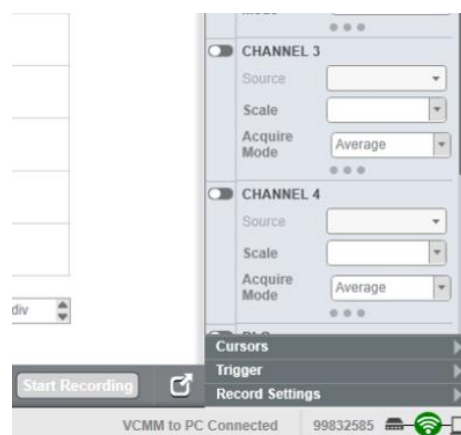 Mode
CHANNEL 3
Source
Scale
Acquire
Mode
Average
CHANNEL 4
Source
Scale
Acquire
Mode
Average
div
Cursors
Trigger
Start Recording
Record Settings
VCMM to PC Connected 99832585